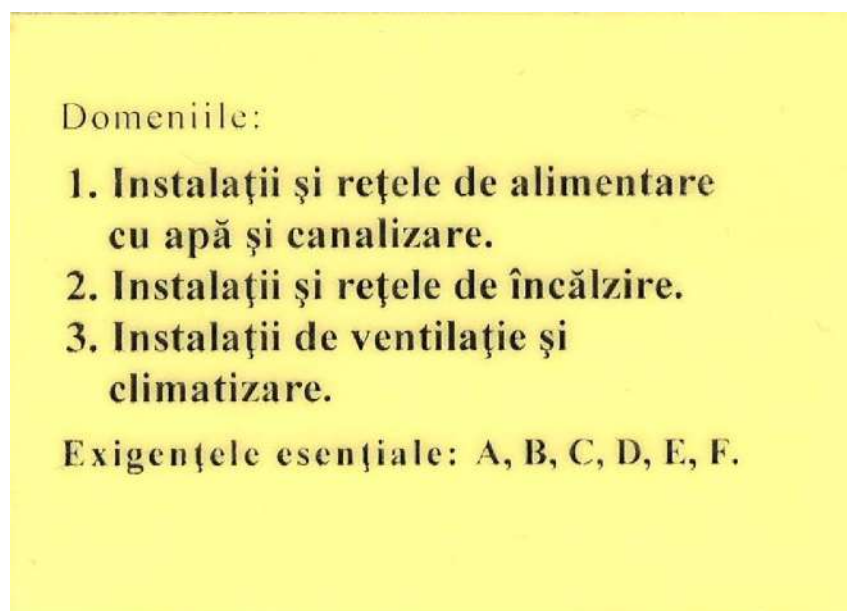 Domeniile:
1. Instalaţii şi reţele de alimentare
cu apă şi canalizare.
2. Instalaţii şi reţele de încălzire.
3. Instalaţii de ventilaţie şi
climatizare.
Exigenţele esenţiale: A, B, C, D, E, F.